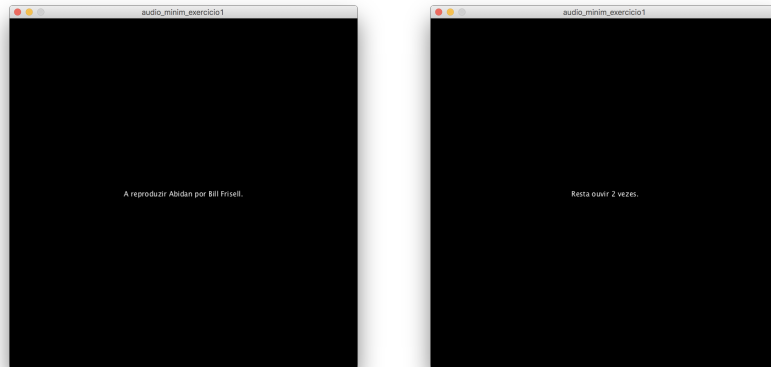 audio_minim_exercicio1
A reproduzir Abidan por Bill Frisell.
audio_minim_exercicio1
Resta ouvir 2 vezes.